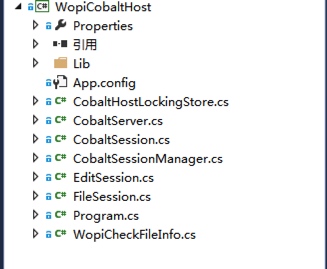 WopiCobaltHost
Properties
引用
Lib
App.config
CobaltHostLockingStore.cs
CobaltServer.cs
CobaltSession.cs
CobaltSessionManager.cs
EditSession.cs
FileSession.cs
Program.cs
WopiCheckFileInfo.cs